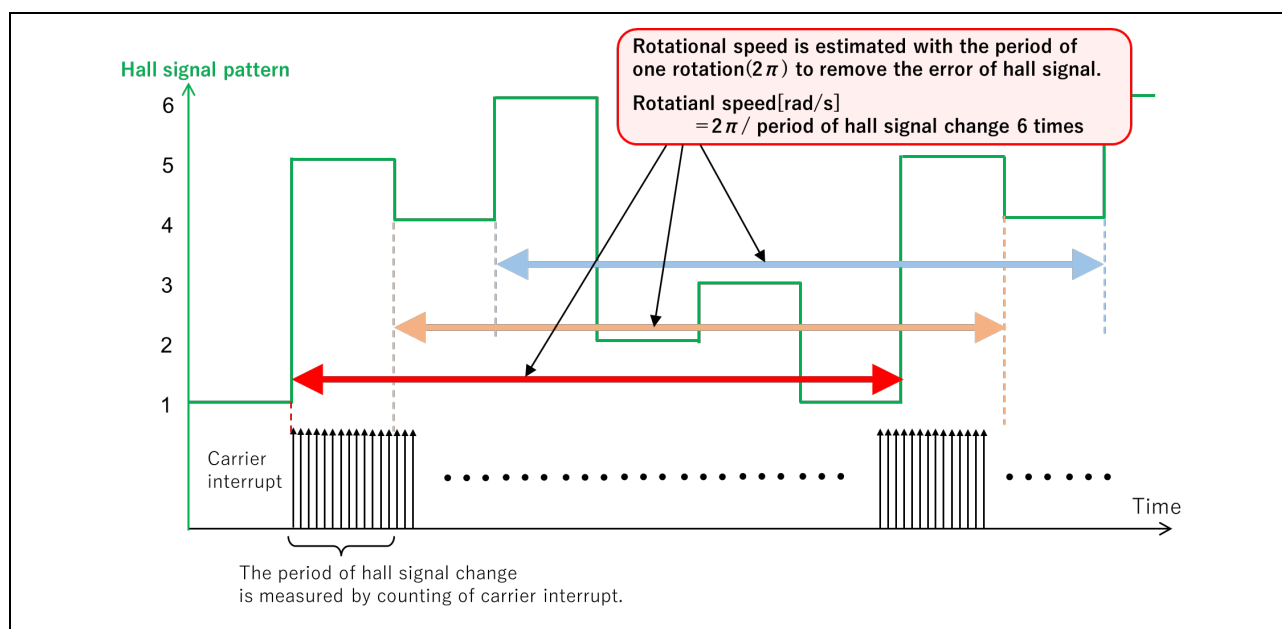 Rotational speed is estimated with the period of
one rotation(2π) to remove the error of hall signal.
Rotatianl speed[rad/s]
=2π/ period of hall signal change 6 times
Hall signal pattern
6
5
4
3
2
1
Carrier
interrupt
Time
The period of hall signal change
is measured by counting of carrier interrupt.